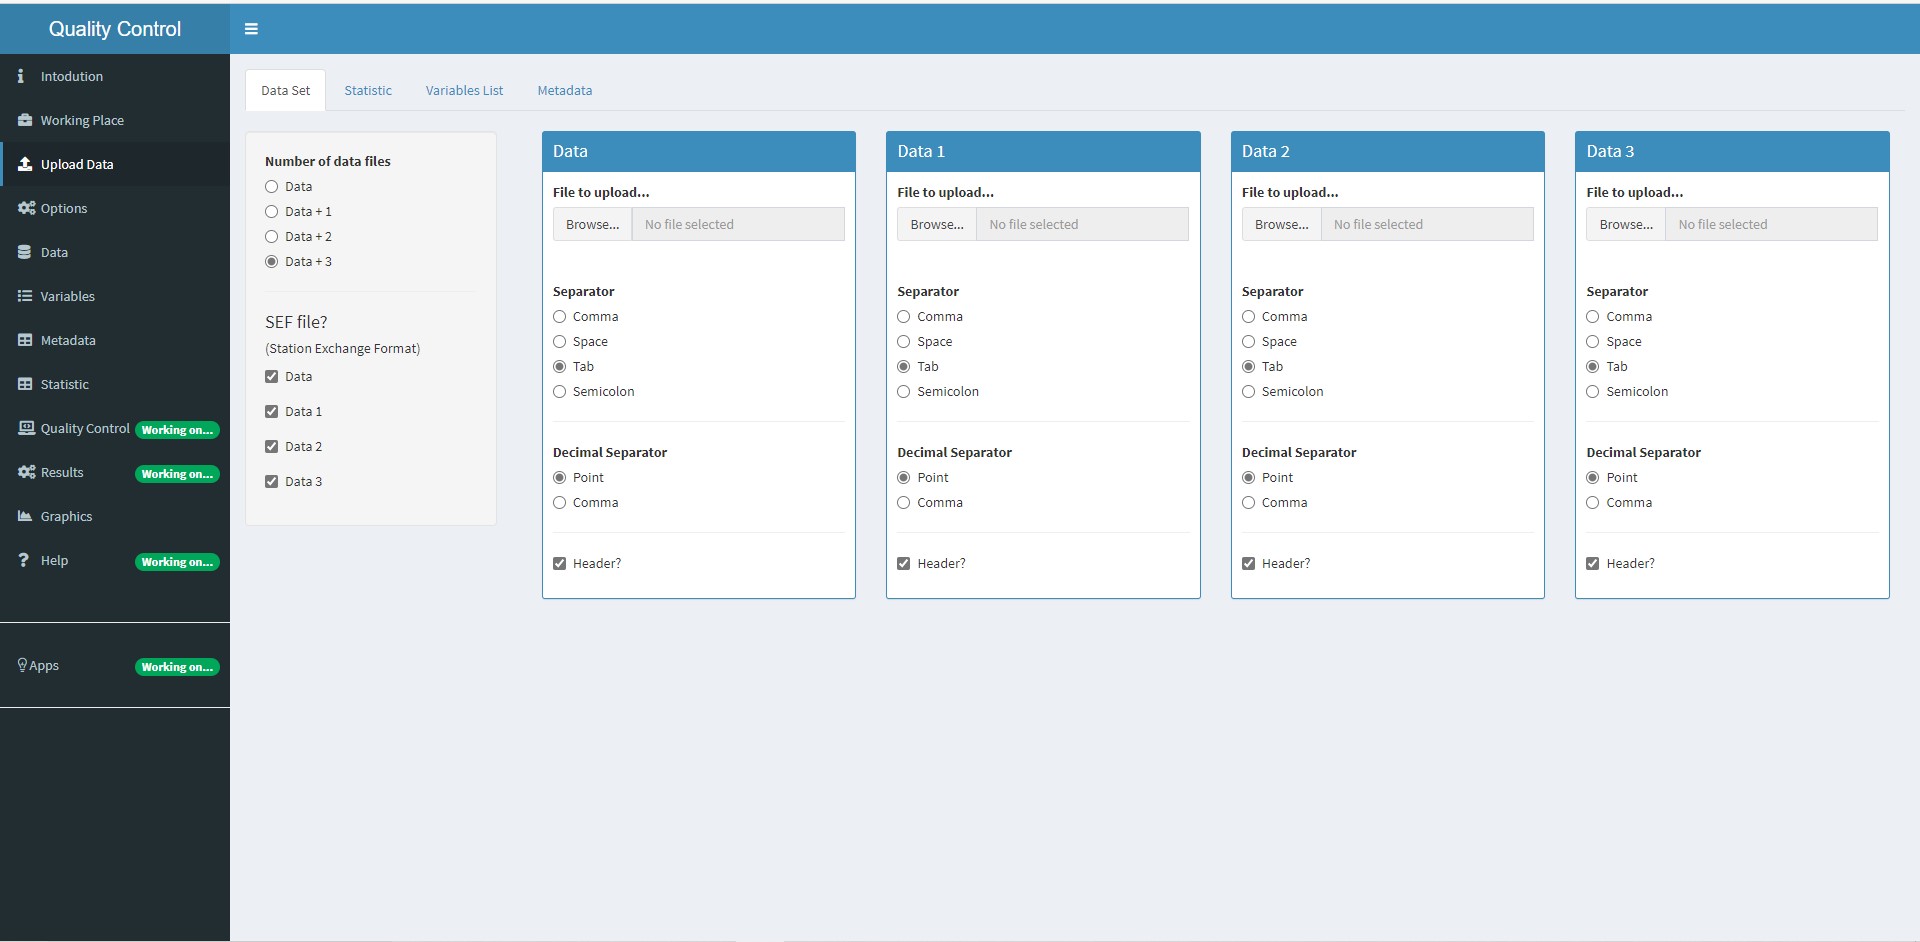 Quality Control
Intodution
Working Place
Upload Data
Options
Data
Variables
Metadata
Statistic
Quality Control Working on...
Results Working on...
Graphics
Help Working on...
Apps Working on...
Data Set Statistic Variables List Metadata
Number of data files
Data
Data + 1
Data + 2
Data + 3
SEF file?
(Station Exchange Format)
Data
Data 1
Data 2
Data 3
Data
File to upload...
Browse... No file selected
Separator
Comma
Space
Tab
Semicolon
Decimal Separator
Point
Comma
Header?
Data 1
File to upload...
Browse... No file selected
Separator
Comma
Space
Tab
Semicolon
Decimal Separator
Point
Comma
Header?
Data 2
File to upload...
Browse... No file selected
Separator
Comma
Space
Tab
Semicolon
Decimal Separator
Point
Comma
Header?
Data 3
File to upload...
Browse... No file selected
Separator
Comma
Space
Tab
Semicolon
Decimal Separator
Point
Comma
Header?